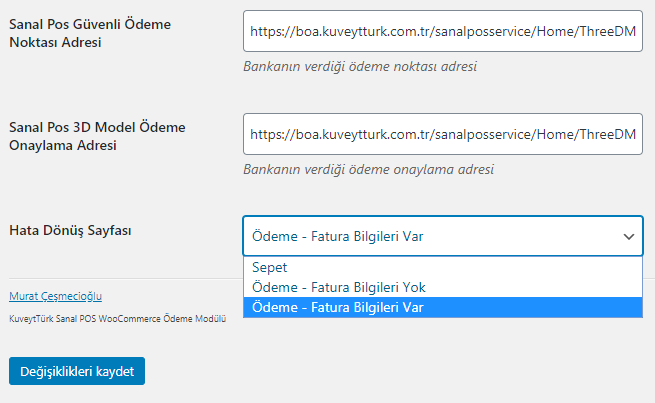 Sanal Pos Güvenli Ödeme
Noktası Adresi
https://boa.kuveytturk.com.tr/sanalposservice/Home/ThreeDM
Bankanın verdiği ödeme noktası adresi
Sanal Pos 3D Model Ödeme
Onaylama Adresi
https://boa.kuveytturk.com.tr/sanalposservice/Home/ThreeDM
Bankanın verdiği ödeme onaylama adresi
Hata Dönüş Sayfası
Ödeme - Fatura Bilgileri Var
Sepet
Ödeme - Fatura Bilgileri Yok
Ödeme - Fatura Bilgileri Var
Murat Çeşmecioğlu
KuveytTürk Sanal POS WooCommerce Ödeme Modülü
Değişiklikleri kaydet